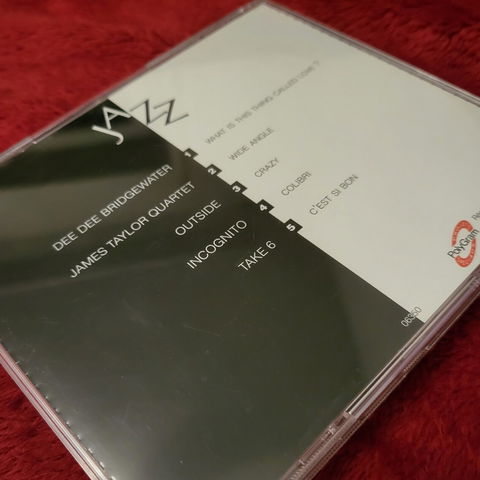 JAZZ
DEE DEE BRIDGEWATER 1 WHAT IS THIS THING CALLED LOVE ?
JAMES TAYLOR QUARTET 2 WIDE ANGLE
OUTSIDE 3 CRAZY
INCOGNITO 4 COLIBRI
TAKE 6 5 C'EST SI BON
PolyGram
06350